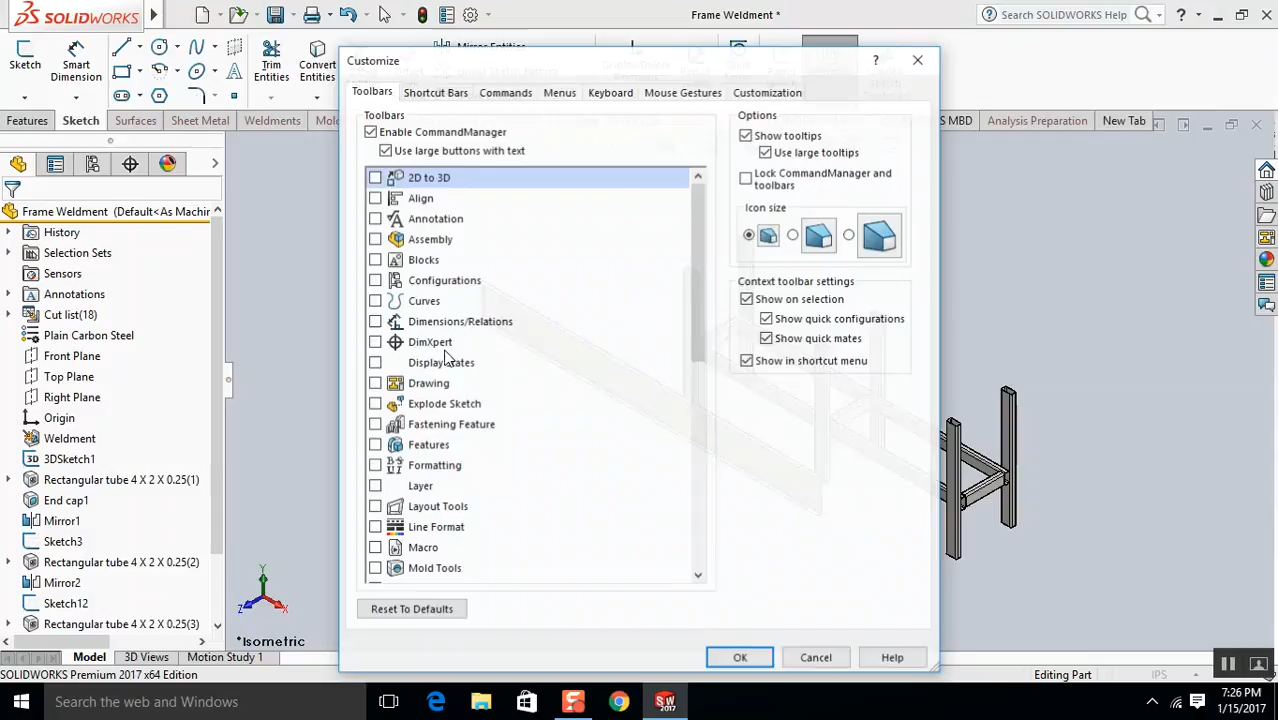 SOLIDWORKS
Frame Weldment *
Search SOLIDWORKS Help
?
Sketch
Smart Dimension
Trim Entities
Convert Entities
Mirror Entities
Features
Sketch
Surfaces
Sheet Metal
Weldments
MBD
Analysis Preparation
New Tab
Customize
?
Toolbars
Shortcut Bars
Commands
Menus
Keyboard
Mouse Gestures
Customization
Toolbars
Enable CommandManager
Use large buttons with text
2D to 3D
Align
Annotation
Assembly
Blocks
Configurations
Curves
Dimensions/Relations
DimXpert
Display States
Drawing
Explode Sketch
Fastening Feature
Features
Formatting
Layer
Layout Tools
Line Format
Macro
Mold Tools
Reset To Defaults
Options
Show tooltips
Use large tooltips
Lock CommandManager and
toolbars
Icon size
Context toolbar settings
Show on selection
Show quick configurations
Show quick mates
Show in shortcut menu
OK
Cancel
Help
Frame Weldment (Default<As Machin
History
Selection Sets
Sensors
Annotations
Cut list(18)
Plain Carbon Steel
Front Plane
Top Plane
Right Plane
Origin
Weldment
3D 3DSketch1
Rectangular tube 4 X 2 X 0.25(1)
End cap1
Mirror1
Sketch3
Rectangular tube 4 X 2 X 0.25(2)
Mirror2
Sketch12
Rectangular tube 4 X 2 X 0.25(3)
Y
Z
X
*Isometric
Model
3D Views
Motion Study 1
SOLIDWORKS Premium 2017 x64 Edition
Editing Part
IPS
Search the web and Windows
SW
2017
7:26 PM
1/15/2017